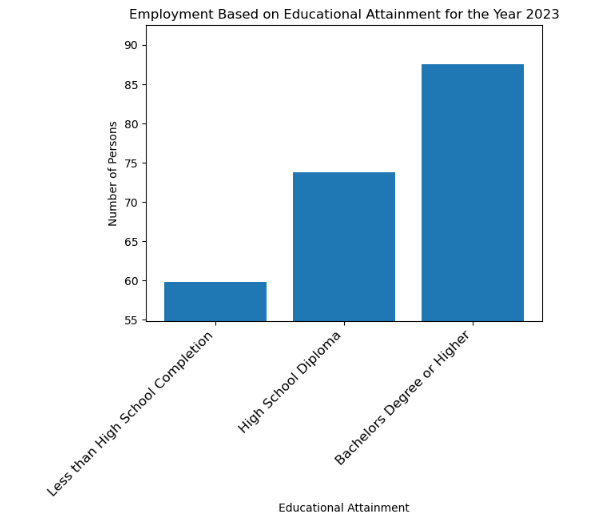 Employment Based on Educational Attainment for the Year 2023
90
85
80
75
70
65
60
55
Number of Persons
Less than High School Completion
High School Diploma
Bachelors Degree or Higher
Educational Attainment